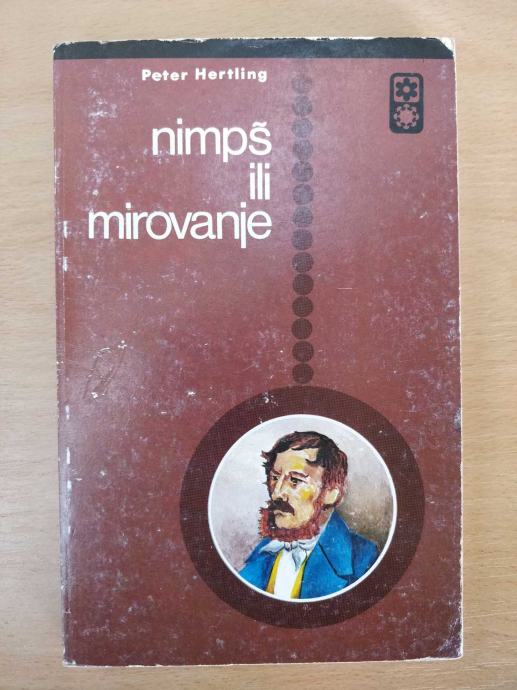 Peter Hertling
nimpš
ili
mirovanje